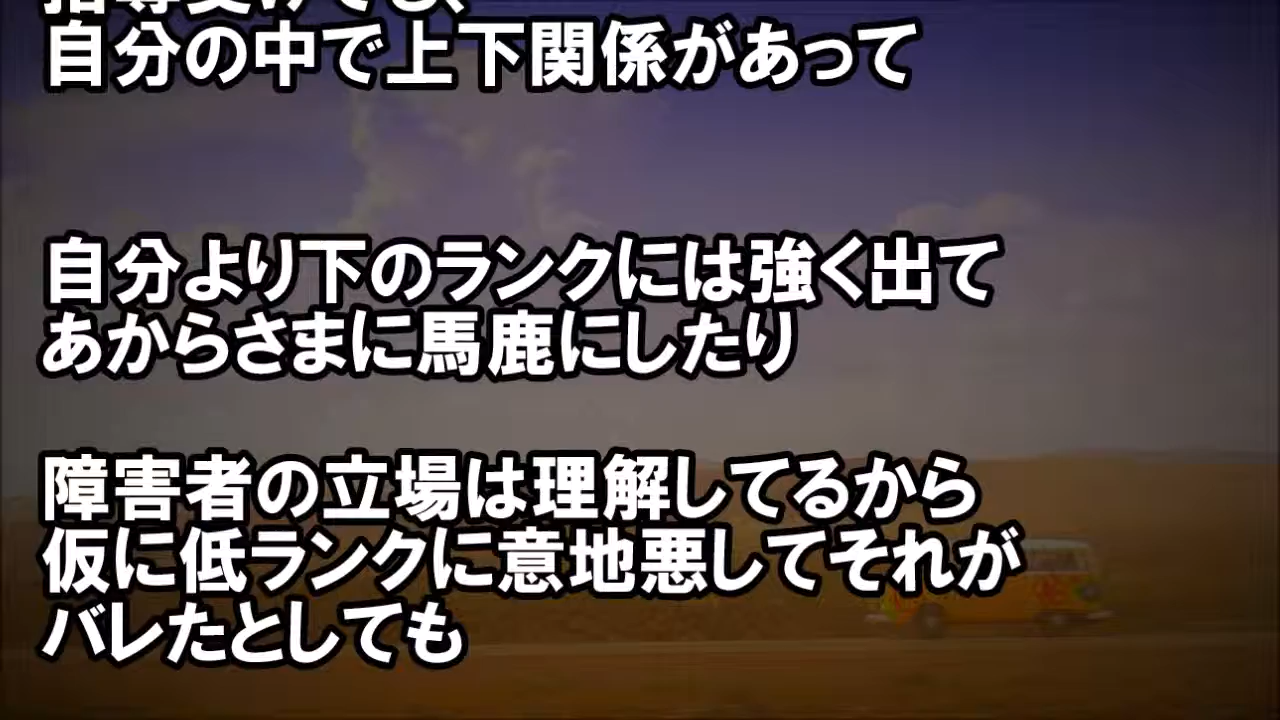 自分の中で上下関係があって
自分より下のランクには強く出て
あからさまに馬鹿にしたり
障害者の立場は理解してるから
仮に低ランクに意地悪してそれが
バレたとしても